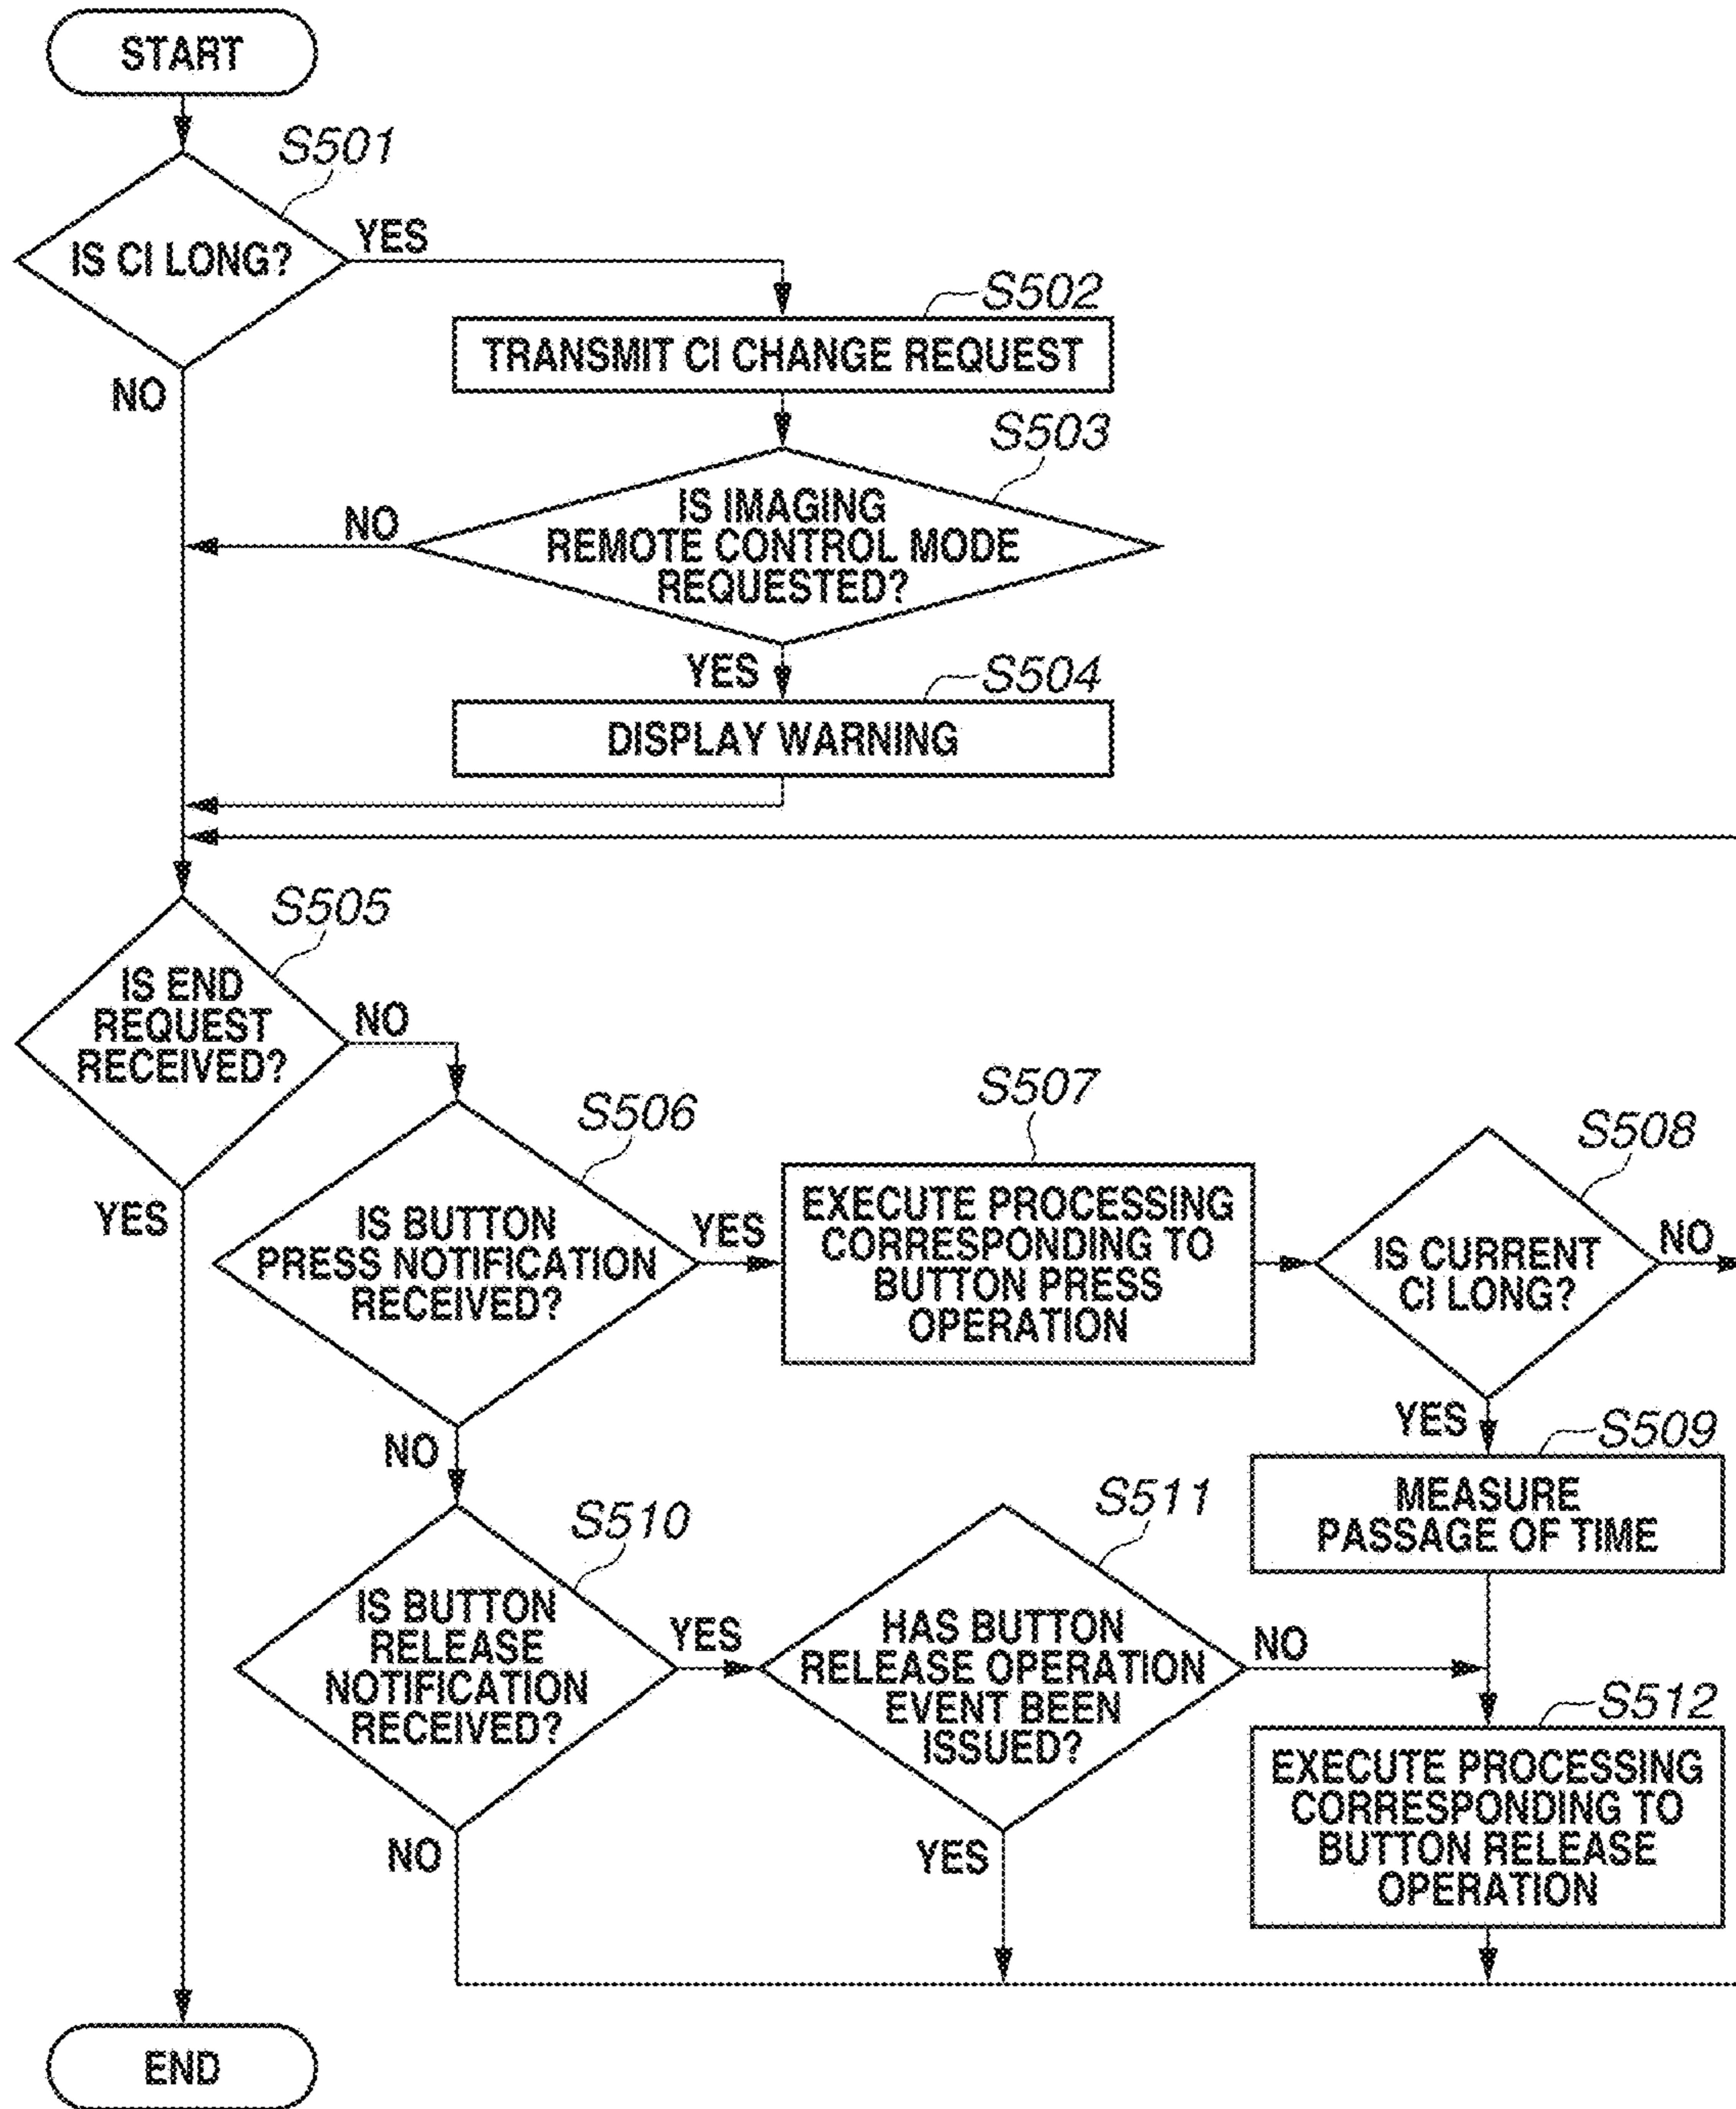 START
S501
IS CI LONG?
YES
NO
S502
TRANSMIT CI CHANGE REQUEST
S503
IS IMAGING
REMOTE CONTROL MODE
REQUESTED?
NO
YES
S504
DISPLAY WARNING
S505
IS END
REQUEST
RECEIVED?
NO
YES
S506
IS BUTTON
PRESS NOTIFICATION
RECEIVED?
YES
NO
S507
EXECUTE PROCESSING
CORRESPONDING TO
BUTTON PRESS
OPERATION
S508
IS CURRENT
CI LONG?
NO
YES
S509
MEASURE
PASSAGE OF TIME
S510
IS BUTTON
RELEASE
NOTIFICATION
RECEIVED?
YES
NO
S511
HAS BUTTON
RELEASE OPERATION
EVENT BEEN
ISSUED?
NO
YES
S512
EXECUTE PROCESSING
CORRESPONDING TO
BUTTON RELEASE
OPERATION
END